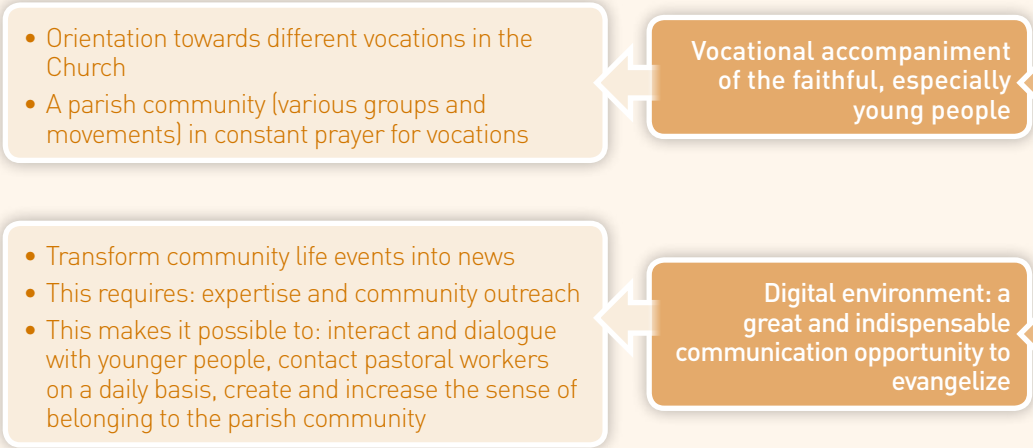 • Orientation towards different vocations in the
Church
• A parish community (various groups and
movements) in constant prayer for vocations
Vocational accompaniment
of the faithful, especially
young people
• Transform community life events into news
• This requires: expertise and community outreach
• This makes it possible to: interact and dialogue
with younger people, contact pastoral workers
on a daily basis, create and increase the sense of
belonging to the parish community
Digital environment: a
great and indispensable
communication opportunity to
evangelize